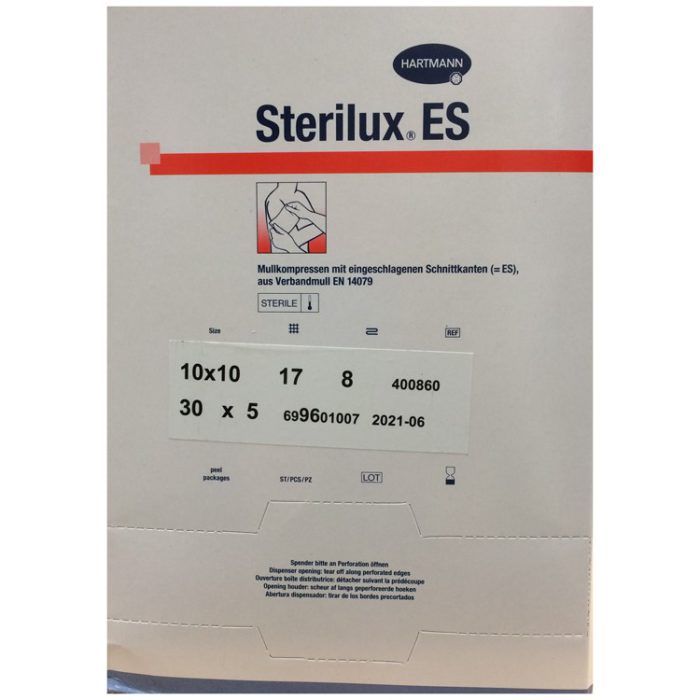 HARTMANN
Sterilux® ES
Mullkompressen mit eingeschlagenen Schnittkanten (= ES),
aus Verbandmull EN 14079
STERILE
Size REF
10x10 17 8 400860
30 x 5 699601007 2021-06
peel
packages ST/PCS/PZ LOT
Spender bitte an Perforation öffnen
Dispenser opening: tear off along perforated edges
Ouverture boîte distributrice: détacher suivant la prédécoupe
Opening houder: scheur af langs geperforeerde hoeken
Abertura dispensador: tirar de los bordes precortados